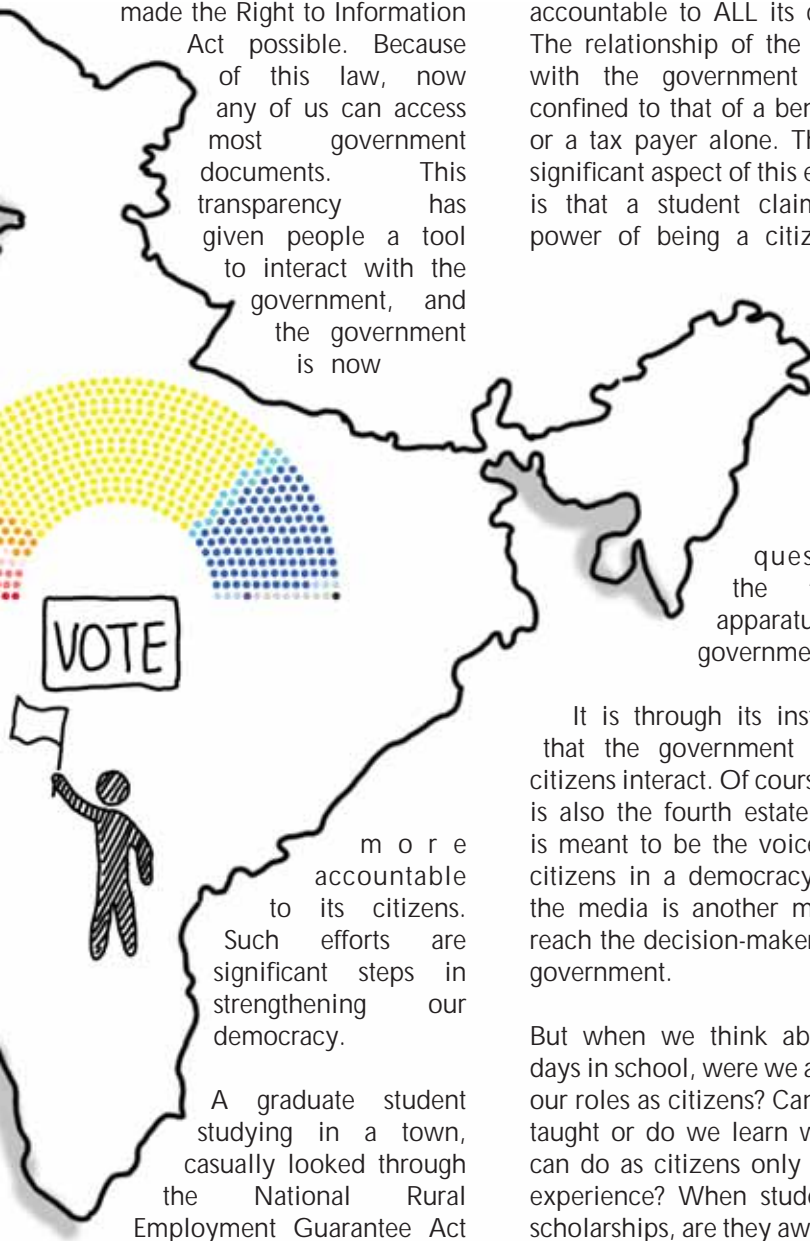 made the Right to Information
Act possible. Because
of this law, now
any of us can access
most government
documents. This
transparency has
given people a tool
to interact with the
government, and
the government
is now
VOTE
more
accountable
to its citizens.
Such efforts are
significant steps in
strengthening our
democracy.
A graduate student
studying in a town,
casually looked through
the National Rural
Employment Guarantee Act
accountable to ALL its
The relationship of the
with the government
confined to that of a ben
or a tax payer alone. Th
significant aspect of this e
is that a student clain
power of being a citiz
ques
the
apparatu
governme
It is through its inst
that the government
citizens interact. Of cours
is also the fourth estate
is meant to be the voice
citizens in a democracy
the media is another m
reach the decision-maker
government.
But when we think ab
days in school, were we a
our roles as citizens? Car
taught or do we learn w
can do as citizens only
experience? When stude
scholarships, are they aw